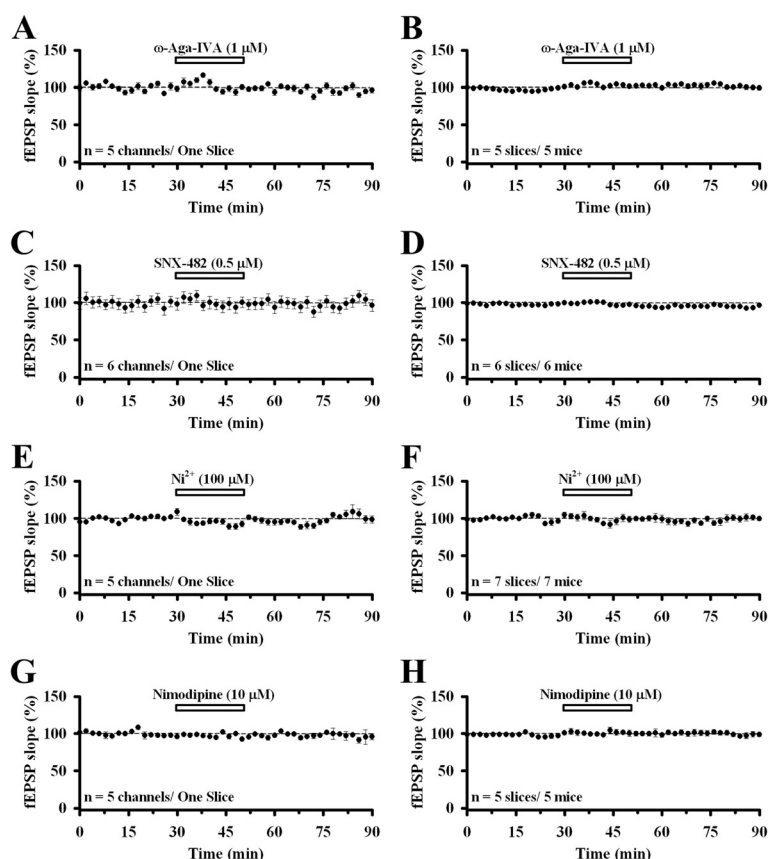 A
ω-Aga-IVA (1 μM)
fEPSP slope (%)
150
100
50
0
n = 5 channels/ One Slice
0 15 30 45 60 75 90
Time (min)
B
ω-Aga-IVA (1 μM)
fEPSP slope (%)
150
100
50
0
n = 5 slices/ 5 mice
0 15 30 45 60 75 90
Time (min)
C
SNX-482 (0.5 μM)
fEPSP slope (%)
150
100
50
0
n = 6 channels/ One Slice
0 15 30 45 60 75 90
Time (min)
D
SNX-482 (0.5 μM)
fEPSP slope (%)
150
100
50
0
n = 6 slices/ 6 mice
0 15 30 45 60 75 90
Time (min)
E
Ni²⁺ (100 μM)
fEPSP slope (%)
150
100
50
0
n = 5 channels/ One Slice
0 15 30 45 60 75 90
Time (min)
F
Ni²⁺ (100 μM)
fEPSP slope (%)
150
100
50
0
n = 7 slices/ 7 mice
0 15 30 45 60 75 90
Time (min)
G
Nimodipine (10 μM)
fEPSP slope (%)
150
100
50
0
n = 5 channels/ One Slice
0 15 30 45 60 75 90
Time (min)
H
Nimodipine (10 μM)
fEPSP slope (%)
150
100
50
0
n = 5 slices/ 5 mice
0 15 30 45 60 75 90
Time (min)